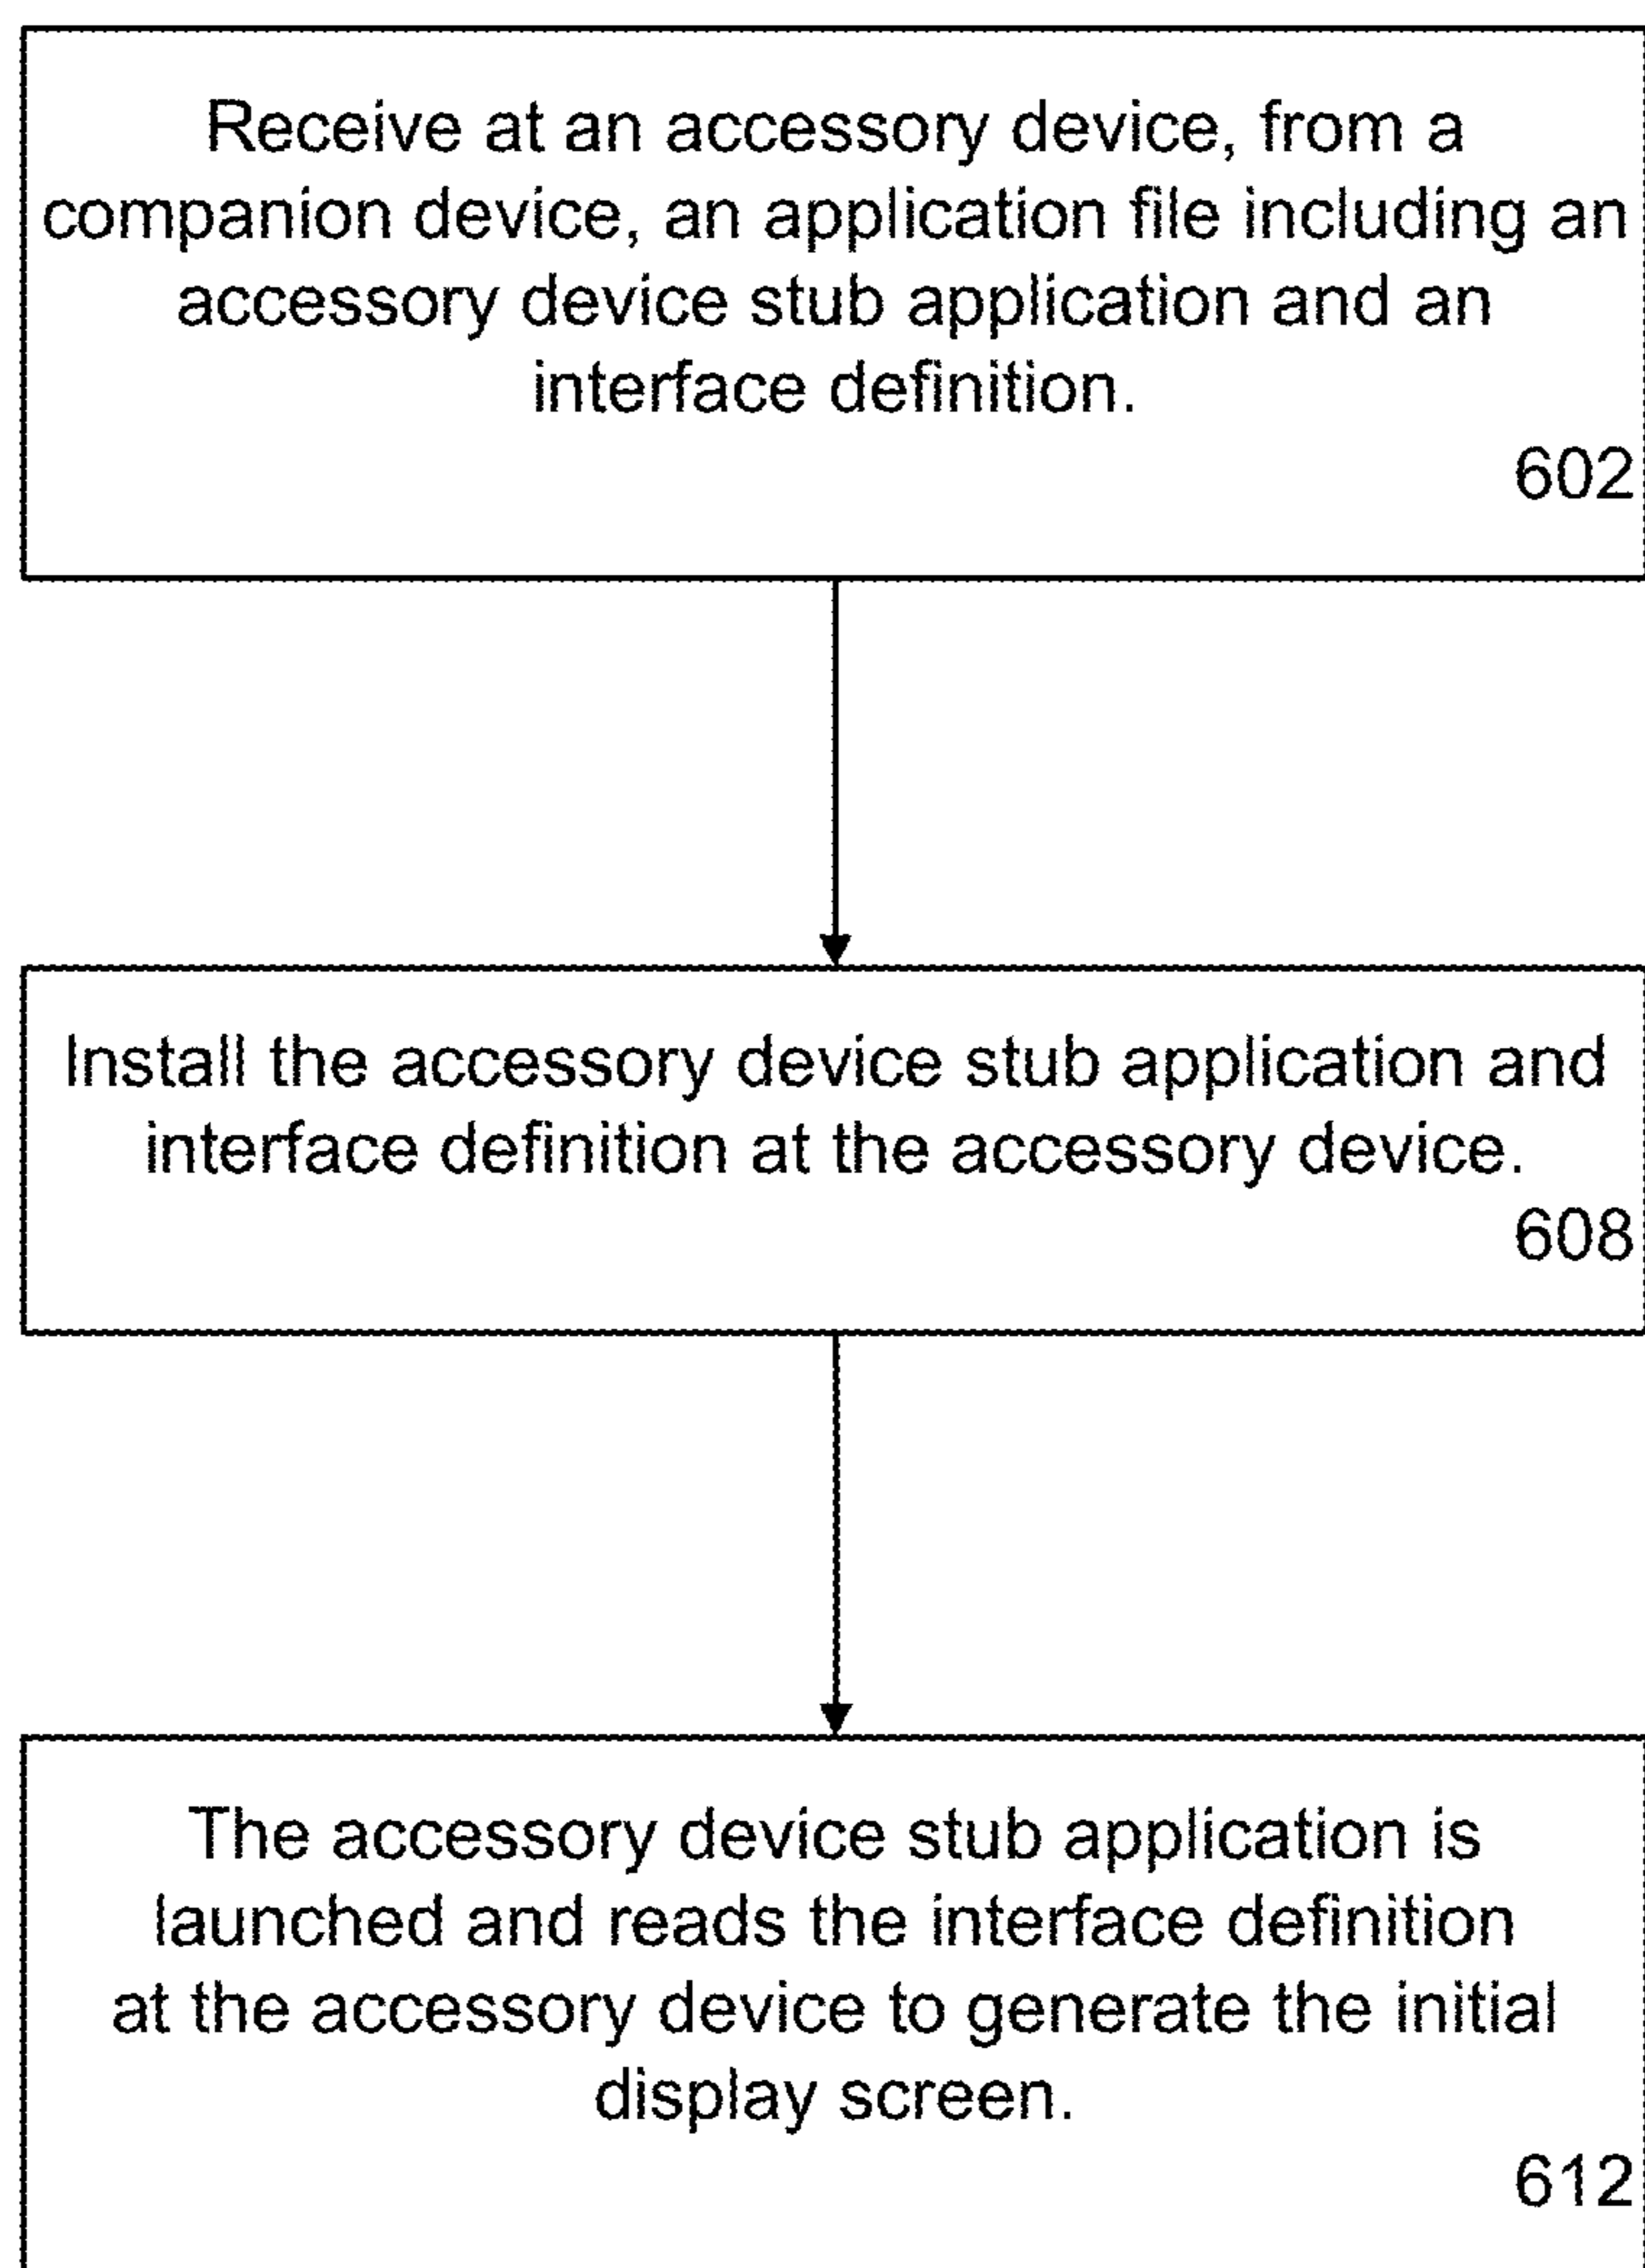 Receive at an accessory device, from a
companion device, an application file including an
accessory device stub application and an
interface definition.
602
Install the accessory device stub application and
interface definition at the accessory device.
608
The accessory device stub application is
launched and reads the interface definition
at the accessory device to generate the initial
display screen.
612